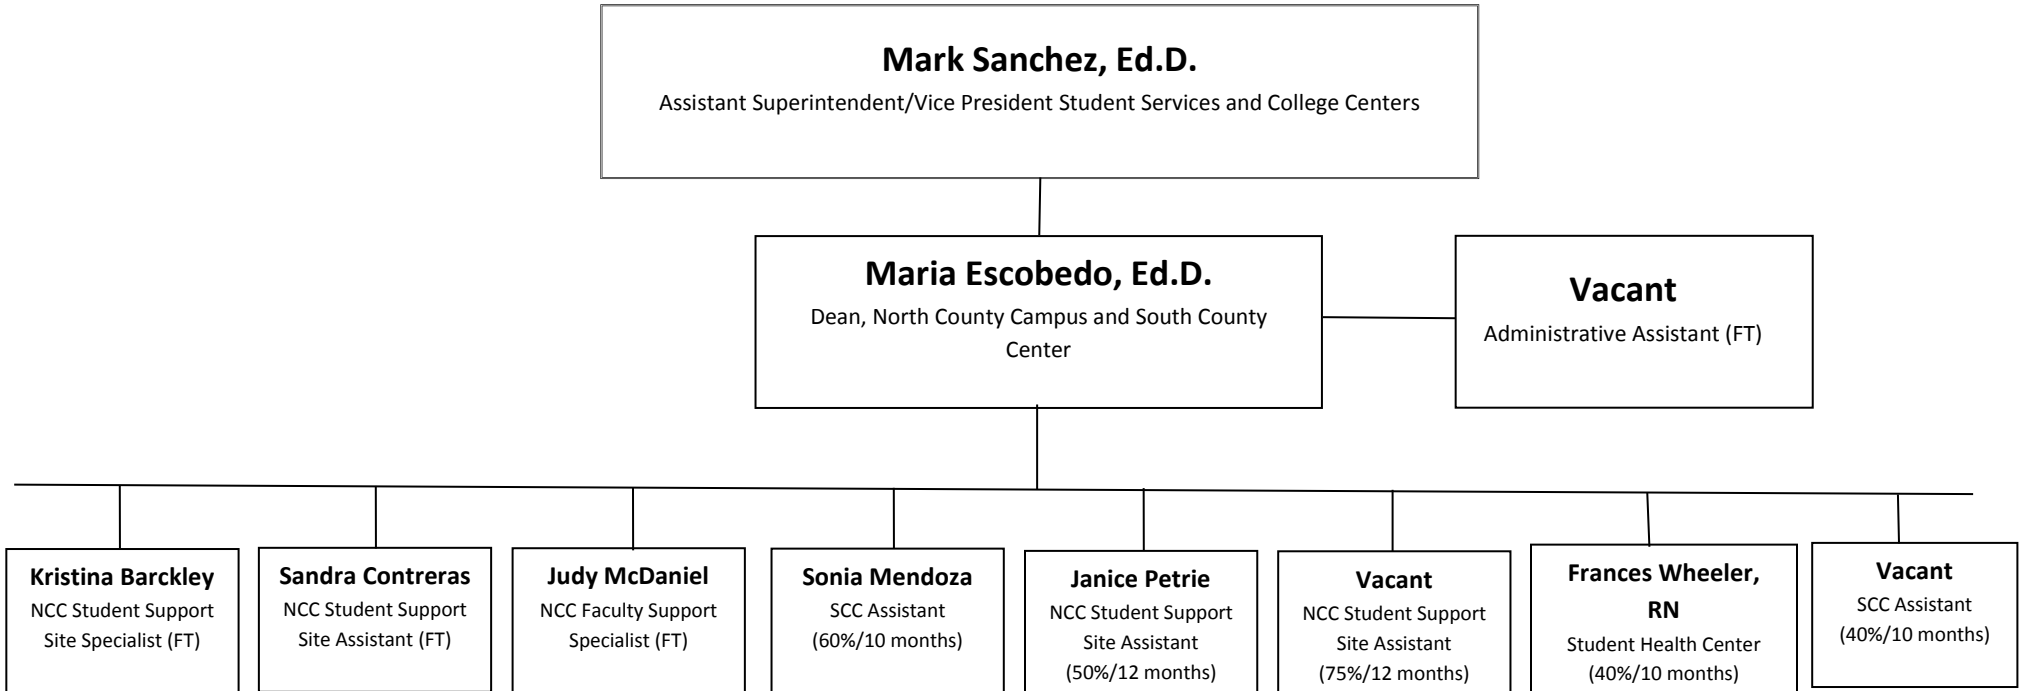 Mark Sanchez, Ed.D.
Assistant Superintendent/Vice President Student Services and College Centers
Maria Escobedo, Ed.D.
Dean, North County Campus and South County
Center
Vacant
Administrative Assistant (FT)
Kristina Barckley
NCC Student Support
Site Specialist (FT)
Sandra Contreras
NCC Student Support
Site Assistant (FT)
Judy McDaniel
NCC Faculty Support
Specialist (FT)
Sonia Mendoza
SCC Assistant
(60%/10 months)
Janice Petrie
NCC Student Support
Site Assistant
(50%/12 months)
Vacant
NCC Student Support
Site Assistant
(75%/12 months)
Frances Wheeler,
RN
Student Health Center
(40%/10 months)
Vacant
SCC Assistant
(40%/10 months)